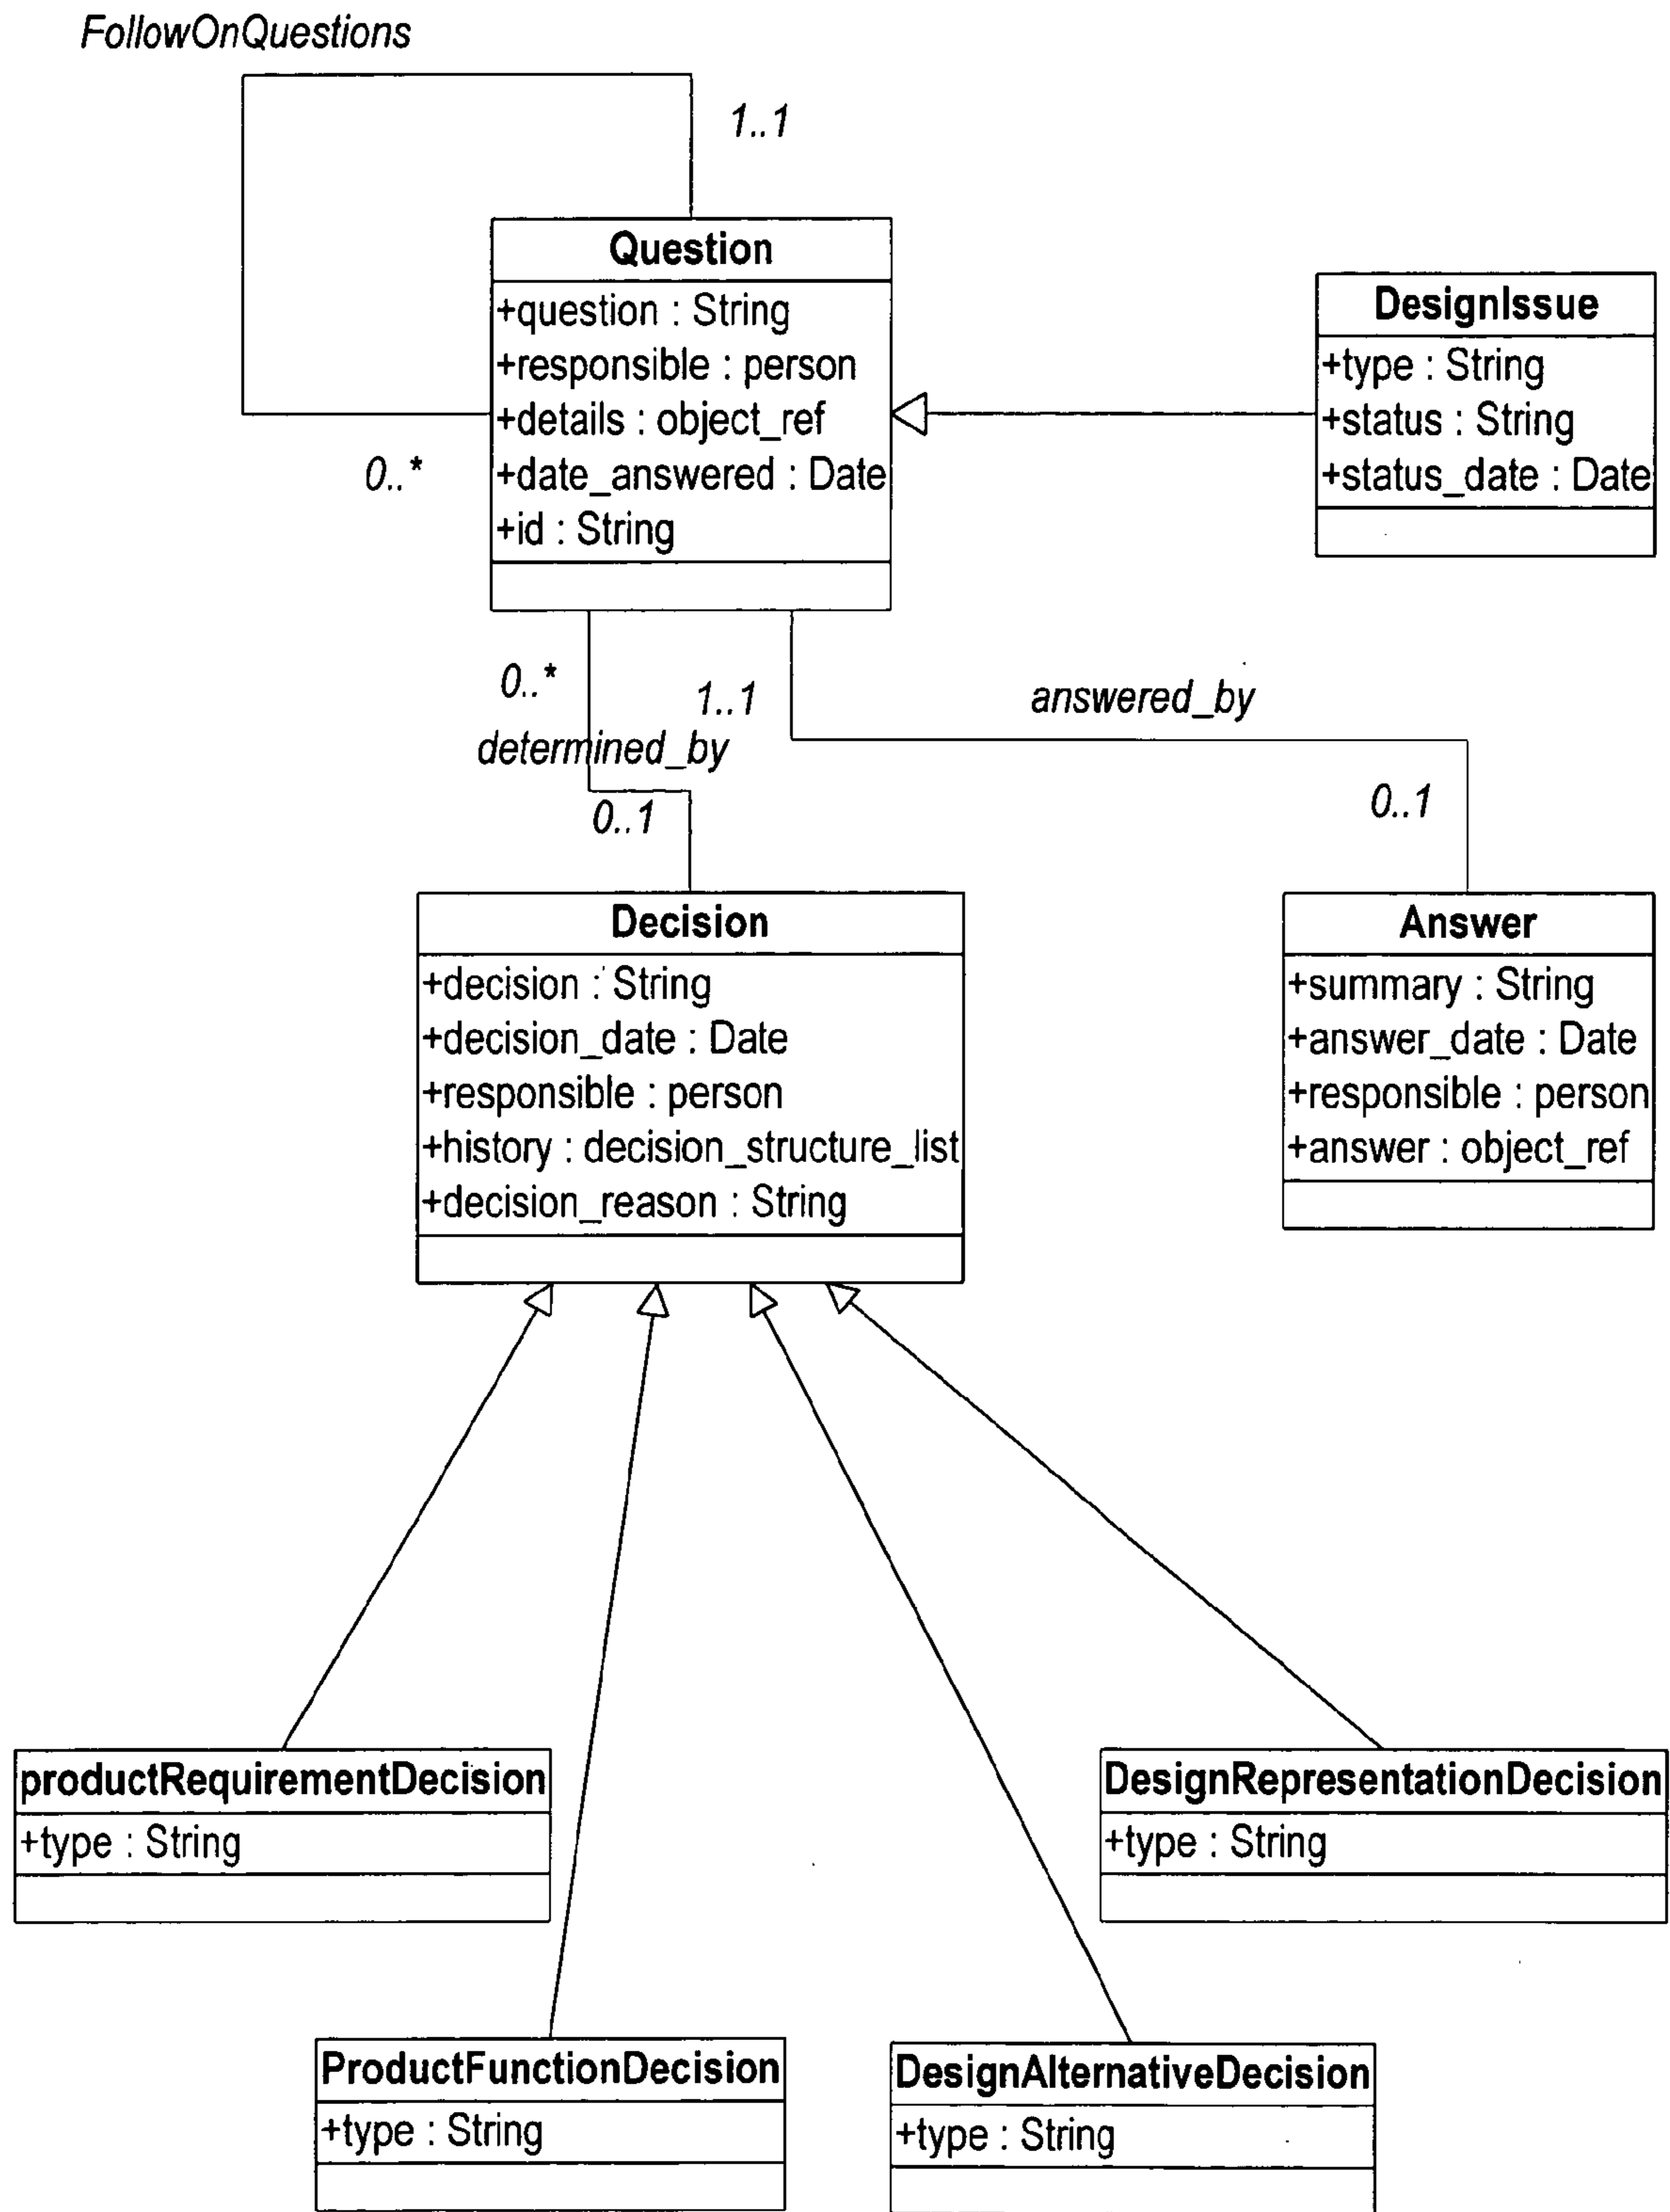 FollowOnQuestions
1..1
Question
+question : String
+responsible : person
+details : object_ref
+date_answered : Date
+id : String
0..*
DesignIssue
+type : String
+status : String
+status_date : Date
0..*
1..1
answered_by
determined_by
0..1
0..1
Decision
+decision : String
+decision_date : Date
+responsible : person
+history : decision_structure_list
+decision_reason : String
Answer
+summary : String
+answer_date : Date
+responsible : person
+answer : object_ref
productRequirementDecision
+type : String
DesignRepresentationDecision
+type : String
ProductFunctionDecision
+type : String
DesignAlternativeDecision
+type : String